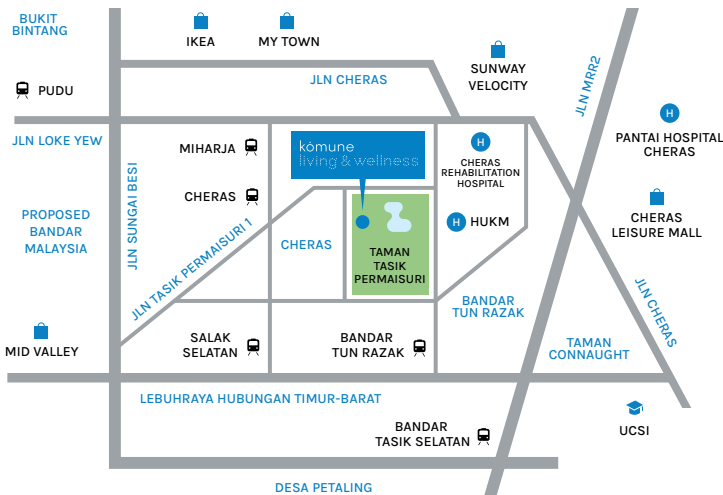 BUKIT
BINTANG
IKEA
MY TOWN
SUNWAY
VELOCITY
JLN CHERAS
JLN MRR2
PUDU
JLN LOKE YEW
PANTAI HOSPITAL
CHERAS
MIHARJA
kömune
living & wellness
H
H
CHERAS
REHABILITATION
HOSPITAL
JLN SUNGAI BESI
CHERAS
PROPOSED
BANDAR
MALAYSIA
JLN TASIK PERMAISURI 1
CHERAS
TAMAN
TASIK
PERMAISURI
H
HUKM
CHERAS
LEISURE MALL
BANDAR
TUN RAZAK
JLN CHERAS
MID VALLEY
SALAK
SELATAN
BANDAR
TUN RAZAK
TAMAN
CONNAUGHT
LEBUHRAYA HUBUNGAN TIMUR-BARAT
BANDAR
TASIK SELATAN
UCSI
DESA PETALING